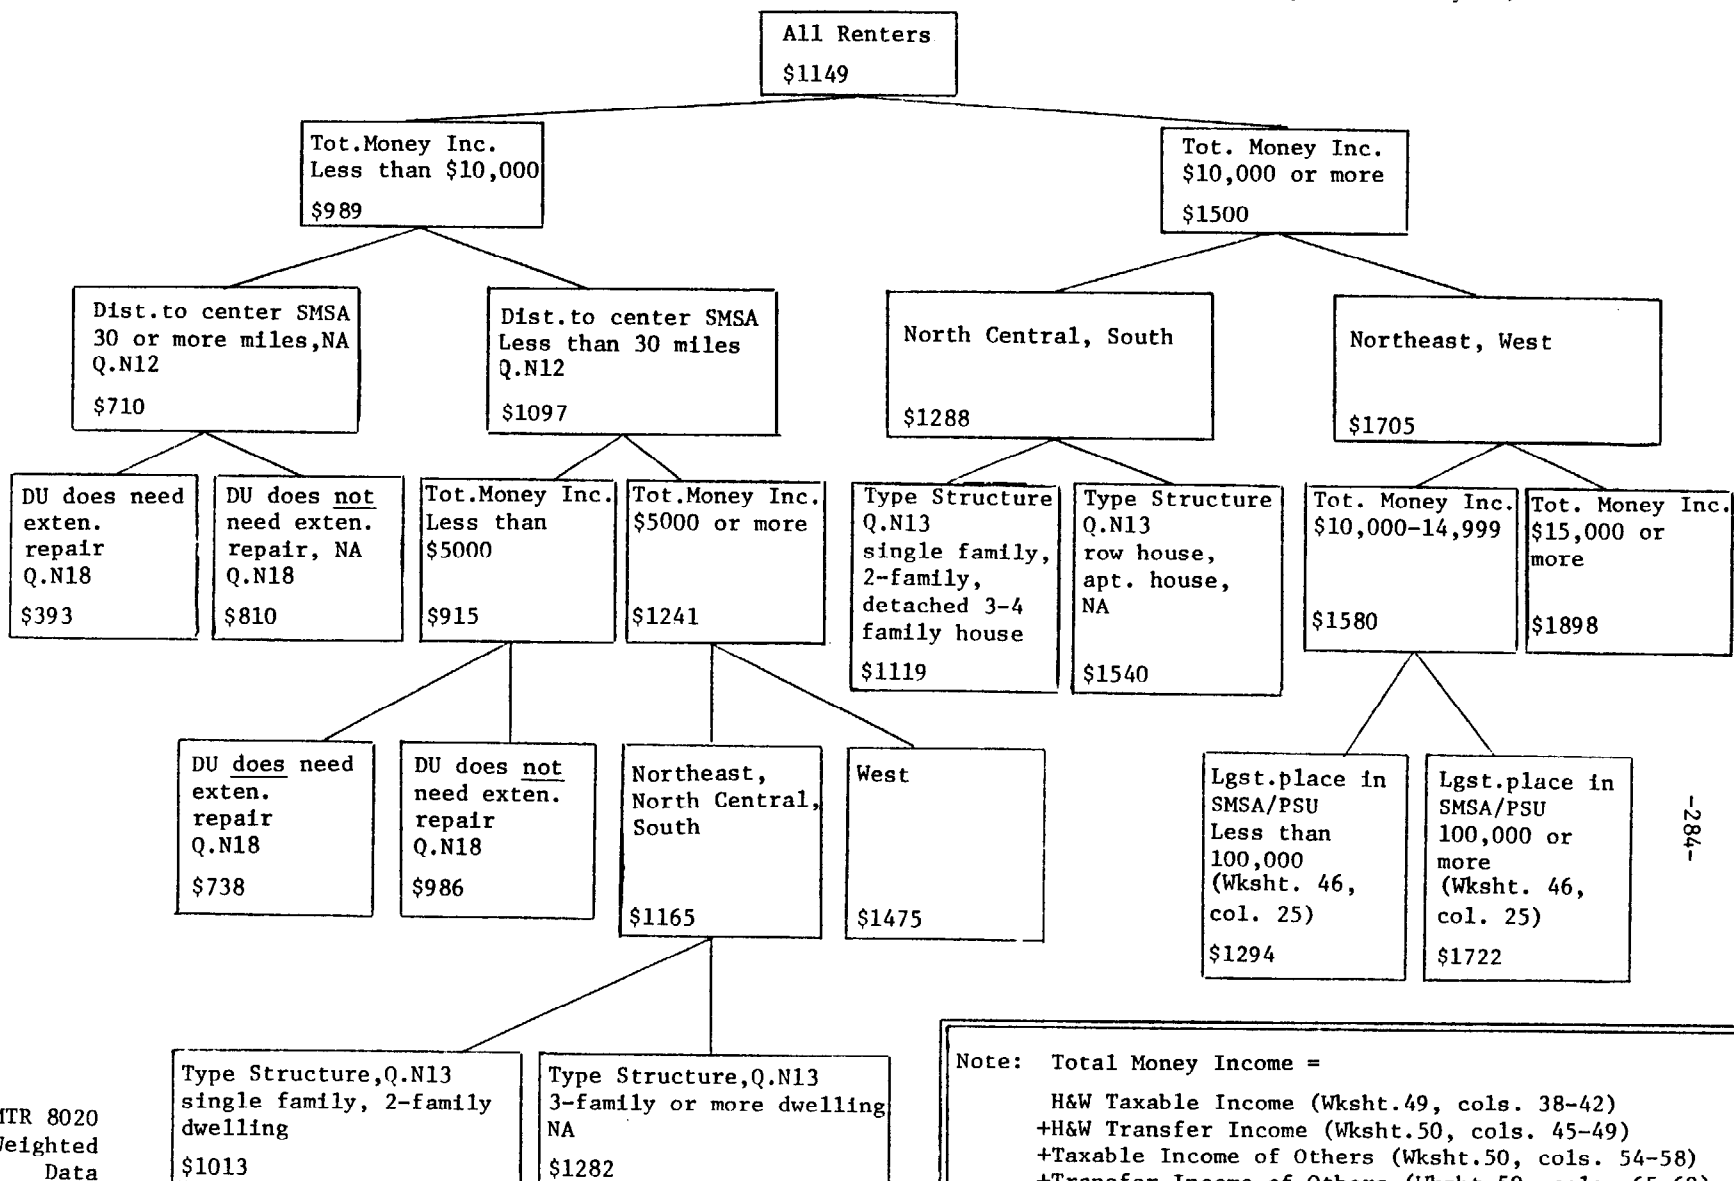 All Renters
$1149
Tot.Money Inc.
Less than $10,000
$989
Tot. Money Inc.
$10,000 or more
$1500
Dist.to center SMSA
30 or more miles,NA
Q.N12
$710
Dist.to center SMSA
Less than 30 miles
Q.N12
$1097
North Central, South
$1288
Northeast, West
$1705
DU does need
exten.
repair
Q.N18
$393
DU does not
need exten.
repair, NA
Q.N18
$810
Tot.Money Inc.
Less than
$5000
$915
Tot.Money Inc.
$5000 or more
$1241
Type Structure
Q.N13
single family,
2-family,
detached 3-4
family house
$1119
Type Structure
Q.N13
row house,
apt. house,
NA
$1540
Tot. Money Inc.
$10,000-14,999
$1580
Tot. Money Inc.
$15,000 or
more
$1898
DU does need
exten.
repair
Q.N18
$738
DU does not
need exten.
repair
Q.N18
$986
Northeast,
North Central,
South
$1165
West
$1475
Lgst.place in
SMSA/PSU
Less than
100,000
(Wksht. 46,
col. 25)
$1294
Lgst.place in
SMSA/PSU
100,000 or
more
(Wksht. 46,
col. 25)
$1722
-284-
Type Structure,Q.N13
single family, 2-family
dwelling
$1013
Type Structure,Q.N13
3-family or more dwelling
NA
$1282
MTR 8020
Weighted
Data
Note: Total Money Income =
H&W Taxable Income (Wksht.49, cols. 38-42)
+H&W Transfer Income (Wksht.50, cols. 45-49)
+Taxable Income of Others (Wksht.50, cols. 54-58)
+Transfer Income of Others